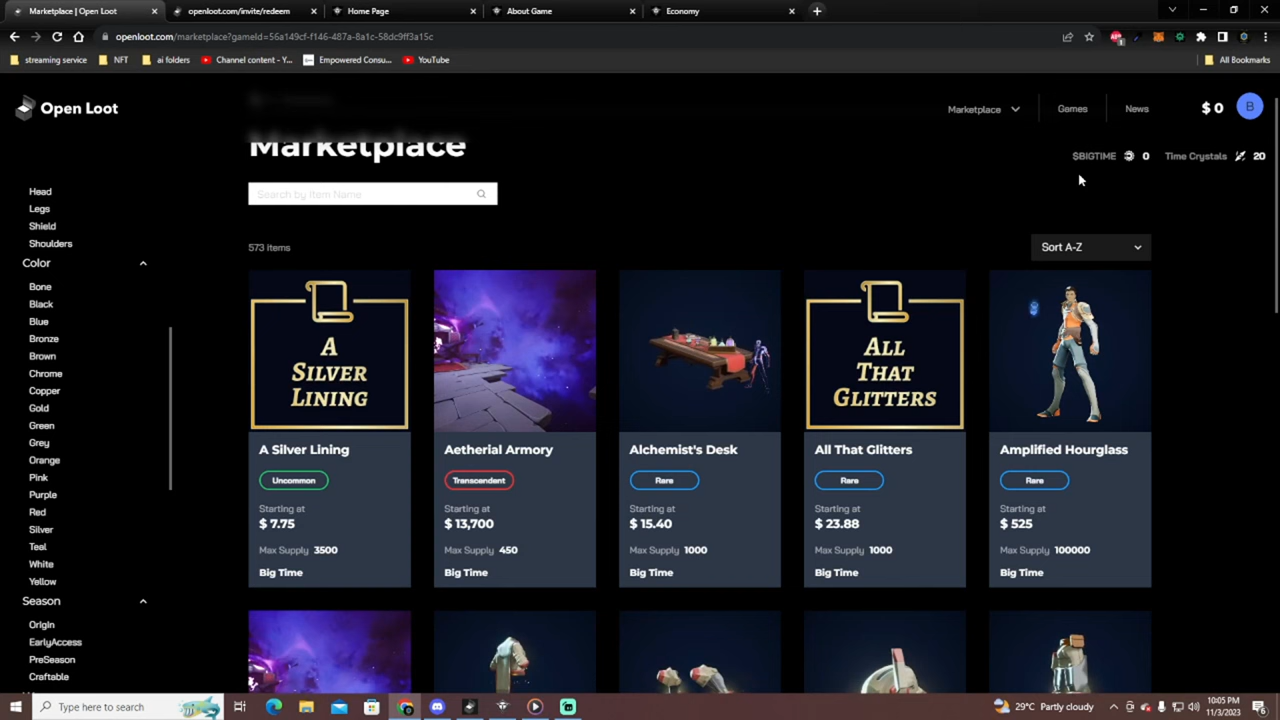 Marketplace | Open Loot
openloot.com/invite/redeem
Home Page
About Game
Economy
openloot.com/marketplace?gameId=56a149cf-f146-487a-8a1c-58dc9ff3a15c
streaming service
NFT
ai folders
Channel content - Y...
Empowered Consu...
YouTube
All Bookmarks
Open Loot
Marketplace
Games
News
$ 0
B
Marketplace
$BIGTIME
0
Time Crystals
20
Search by Item Name
573 items
Sort A-Z
Head
Legs
Shield
Shoulders
Color
Bone
Black
Blue
Bronze
Brown
Chrome
Copper
Gold
Green
Grey
Orange
Pink
Purple
Red
Silver
Teal
White
Yellow
Season
Origin
EarlyAccess
PreSeason
Craftable
A
SILVER
LINING
A Silver Lining
Uncommon
Starting at
$ 7.75
Max Supply 3500
Big Time
Aetherial Armory
Transcendent
Starting at
$ 13,700
Max Supply 450
Big Time
Alchemist's Desk
Rare
Starting at
$ 15.40
Max Supply 1000
Big Time
ALL
THAT
GLITTERS
All That Glitters
Rare
Starting at
$ 23.88
Max Supply 1000
Big Time
Amplified Hourglass
Rare
Starting at
$ 525
Max Supply 100000
Big Time
Type here to search
29°C Partly cloudy
10:05 PM
11/3/2023
6